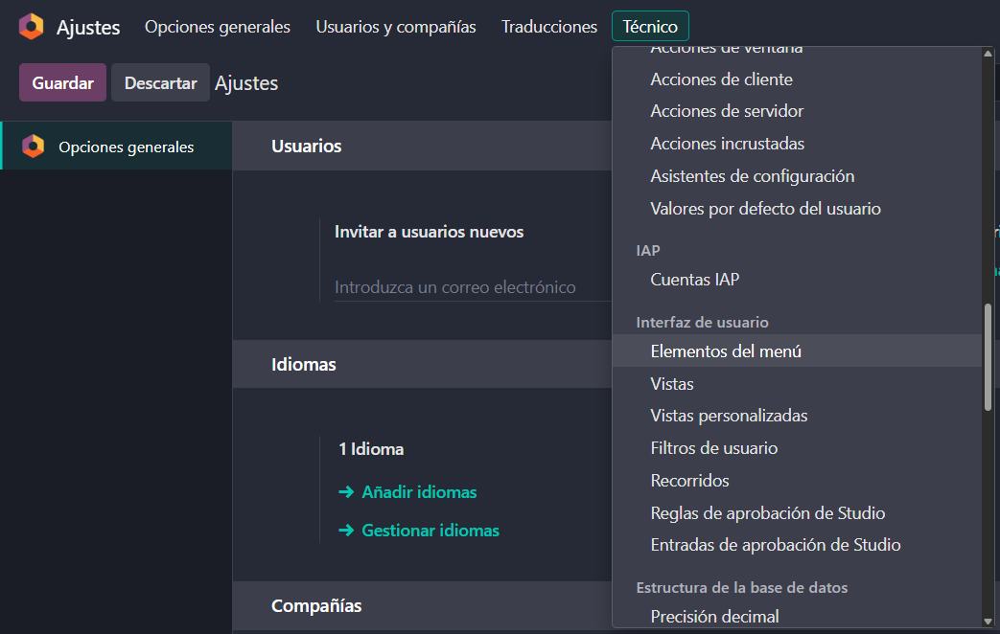 Ajustes Opciones generales Usuarios y compañías Traducciones Técnico
Guardar Descartar Ajustes
Opciones generales
Usuarios
Invitar a usuarios nuevos
Introduzca un correo electrónico
Idiomas
1 Idioma
→ Añadir idiomas
→ Gestionar idiomas
Compañías
Acciones de ventana
Acciones de cliente
Acciones de servidor
Acciones incrustadas
Asistentes de configuración
Valores por defecto del usuario
IAP
Cuentas IAP
Interfaz de usuario
Elementos del menú
Vistas
Vistas personalizadas
Filtros de usuario
Recorridos
Reglas de aprobación de Studio
Entradas de aprobación de Studio
Estructura de la base de datos
Precisión decimal